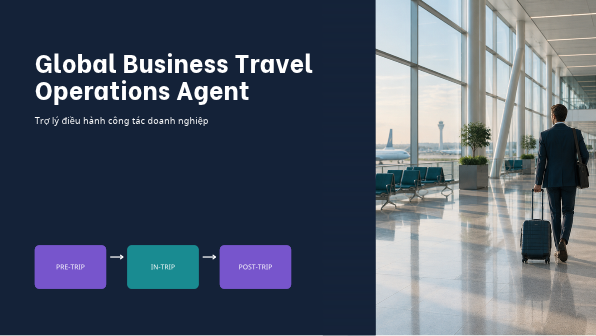 Global Business Travel
Operations Agent
Trợ lý điều hành công tác doanh nghiệp
PRE-TRIP
IN-TRIP
POST-TRIP